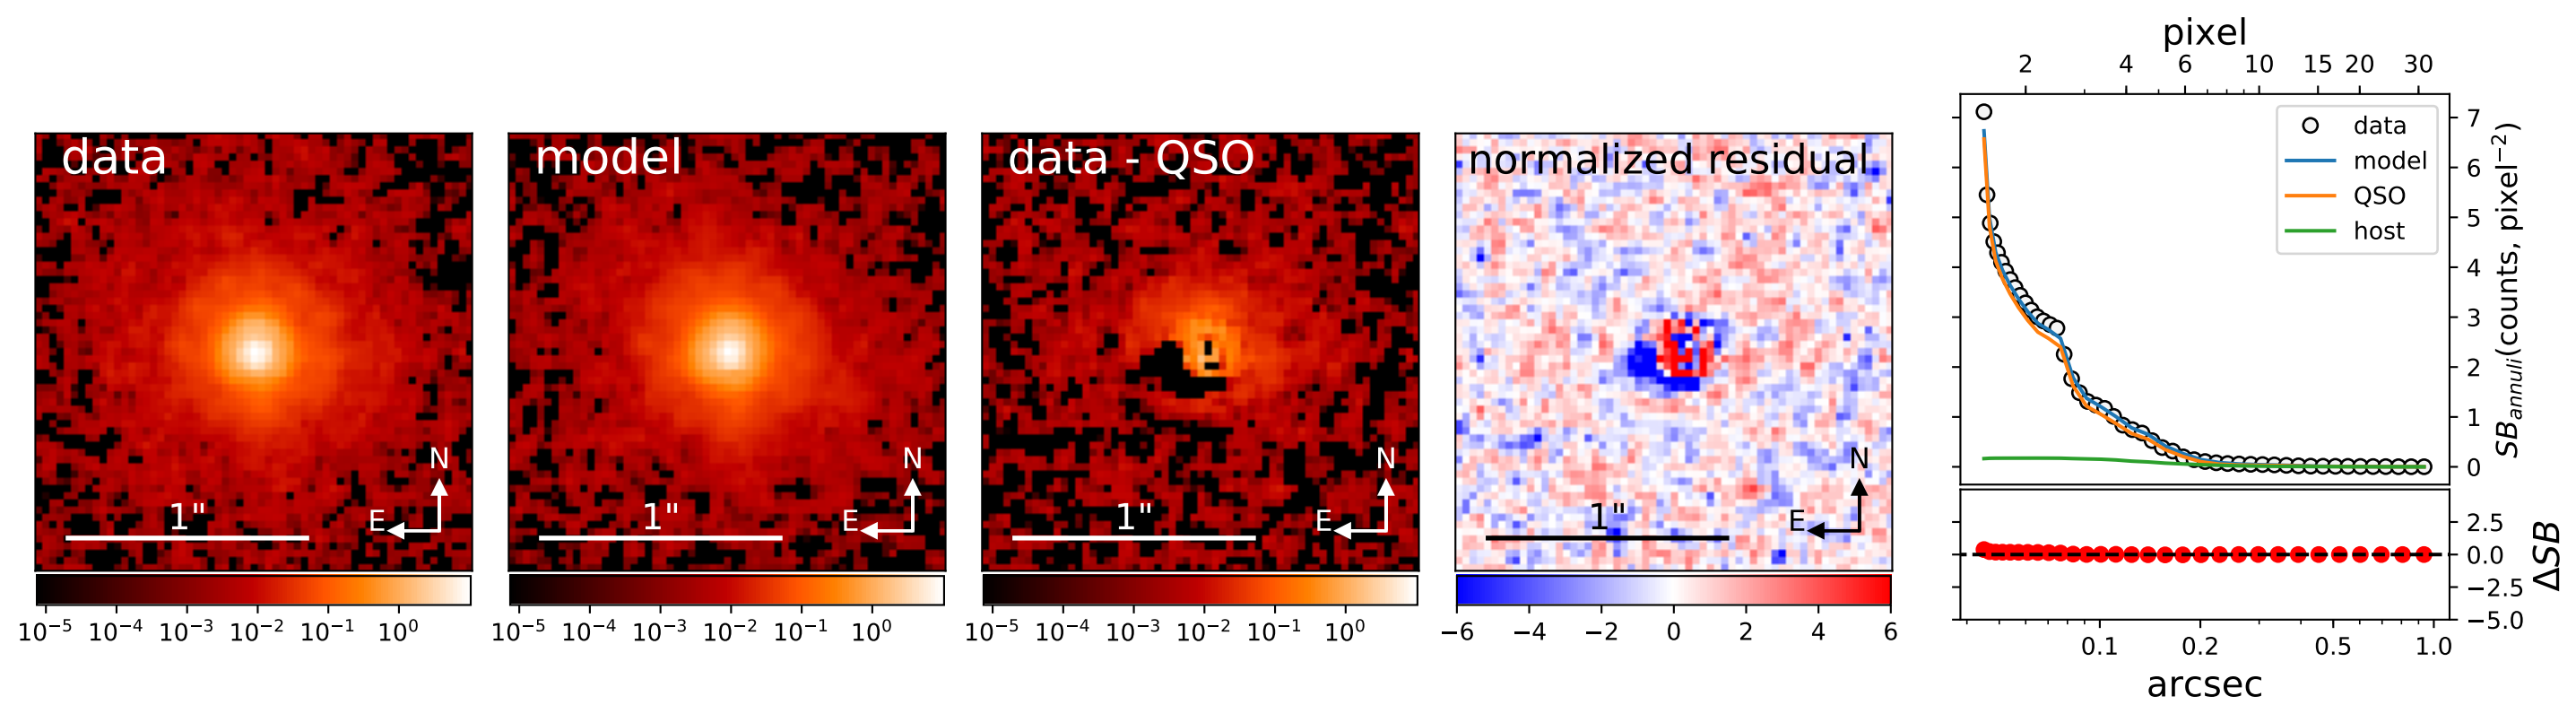 data
N
E
1"
10⁻⁵ 10⁻⁴ 10⁻³ 10⁻² 10⁻¹ 10⁰
model
N
E
1"
10⁻⁵ 10⁻⁴ 10⁻³ 10⁻² 10⁻¹ 10⁰
data - QSO
N
E
1"
10⁻⁵ 10⁻⁴ 10⁻³ 10⁻² 10⁻¹ 10⁰
normalized residual
N
E
1"
−6 −4 −2 0 2 4 6
pixel
2 4 6 10 15 20 30
data
model
QSO
host
7
6
5
4
3
2
1
0
SB_annuli(counts, pixel⁻²)
2.5
0.0
−2.5
−5.0
ΔSB
0.1 0.2 0.5 1.0
arcsec